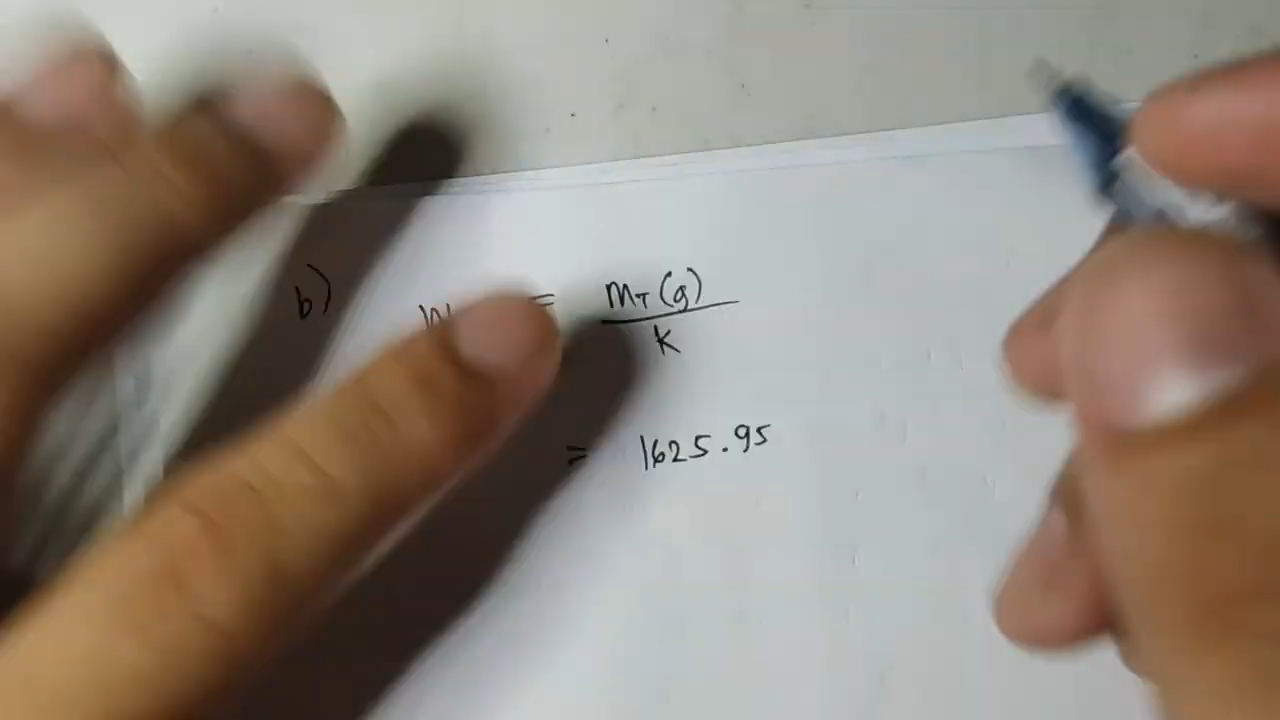 b) = mT (g) / k
= 1625.95